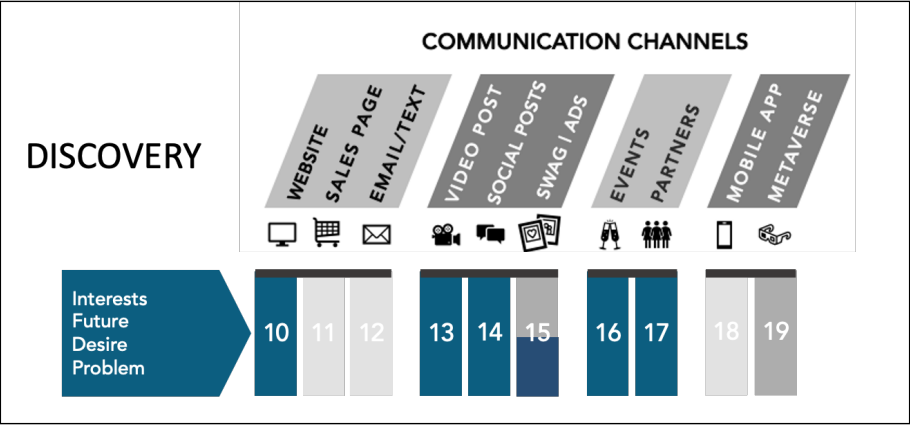 COMMUNICATION CHANNELS
DISCOVERY
WEBSITE
SALES PAGE
EMAIL/TEXT
VIDEO POST
SOCIAL POSTS
SWAG | ADS
EVENTS
PARTNERS
MOBILE APP
METAVERSE
Interests
Future
Desire
Problem
10 11 12 13 14 15 16 17 18 19